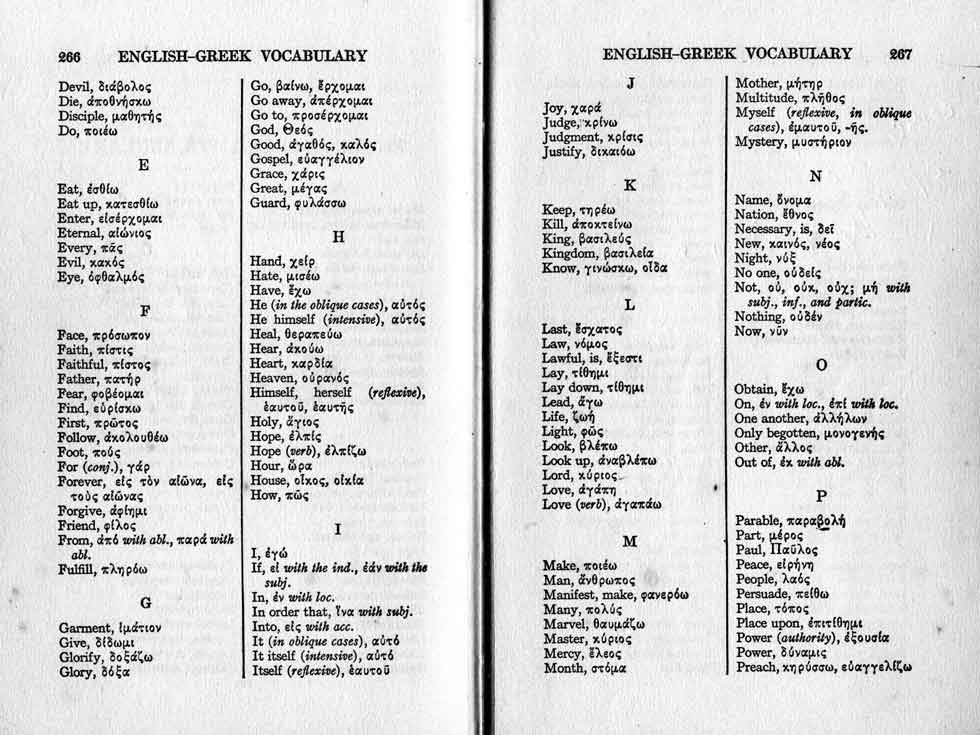 266 ENGLISH–GREEK VOCABULARY
Devil, διάβολος
Die, ἀποθνήσκω
Disciple, μαθητής
Do, ποιέω
E
Eat, ἐσθίω
Eat up, κατεσθίω
Enter, εἰσέρχομαι
Eternal, αἰώνιος
Every, πᾶς
Evil, κακός
Eye, ὀφθαλμός
F
Face, πρόσωπον
Faith, πίστις
Faithful, πίστος
Father, πατήρ
Fear, φοβέομαι
Find, εὑρίσκω
First, πρῶτος
Follow, ἀκολουθέω
Foot, πούς
For (conj.), γάρ
Forever, εἰς τὸν αἰῶνα, εἰς
τοὺς αἰῶνας
Forgive, ἀφίημι
Friend, φίλος
From, ἀπό with abl., παρά with
abl.
Fulfill, πληρόω
G
Garment, ἱμάτιον
Give, δίδωμι
Glorify, δοξάζω
Glory, δόξα
Go, βαίνω, ἔρχομαι
Go away, ἀπέρχομαι
Go to, προσέρχομαι
God, Θεός
Good, ἀγαθός, καλός
Gospel, εὐαγγέλιον
Grace, χάρις
Great, μέγας
Guard, φυλάσσω
H
Hand, χείρ
Hate, μισέω
Have, ἔχω
He (in the oblique cases), αὐτός
He himself (intensive), αὐτός
Heal, θεραπεύω
Hear, ἀκούω
Heart, καρδία
Heaven, οὐρανός
Himself, herself (reflexive),
ἑαυτοῦ, ἑαυτῆς
Holy, ἅγιος
Hope, ἐλπίς
Hope (verb), ἐλπίζω
Hour, ὥρα
House, οἶκος, οἰκία
How, πῶς
I
I, ἐγώ
If, εἰ with the ind., ἐάν with the
subj.
In, ἐν with loc.
In order that, ἵνα with subj.
Into, εἰς with acc.
It (in oblique cases), αὐτό
It itself (intensive), αὐτό
Itself (reflexive), ἑαυτοῦ
ENGLISH–GREEK VOCABULARY 267
J
Joy, χαρά
Judge, κρίνω
Judgment, κρίσις
Justify, δικαιόω
K
Keep, τηρέω
Kill, ἀποκτείνω
King, βασιλεύς
Kingdom, βασιλεία
Know, γινώσκω, οἶδα
L
Last, ἔσχατος
Law, νόμος
Lawful, is, ἔξεστι
Lay, τίθημι
Lay down, τίθημι
Lead, ἄγω
Life, ζωή
Light, φῶς
Look, βλέπω
Look up, ἀναβλέπω
Lord, κύριος
Love, ἀγάπη
Love (verb), ἀγαπάω
M
Make, ποιέω
Man, ἄνθρωπος
Manifest, make, φανερόω
Many, πολύς
Marvel, θαυμάζω
Master, κύριος
Mercy, ἔλεος
Month, στόμα
Mother, μήτηρ
Multitude, πλῆθος
Myself (reflexive, in oblique
cases), ἐμαυτοῦ, -ῆς.
Mystery, μυστήριον
N
Name, ὄνομα
Nation, ἔθνος
Necessary, is, δεῖ
New, καινός, νέος
Night, νύξ
No one, οὐδείς
Not, οὐ, οὐκ, οὐχ; μή with
subj., inf., and partic.
Nothing, οὐδέν
Now, νῦν
O
Obtain, ἔχω
On, ἐν with loc., ἐπί with loc.
One another, ἀλλήλων
Only begotten, μονογενής
Other, ἄλλος
Out of, ἐκ with abl.
P
Parable, παραβολή
Part, μέρος
Paul, Παῦλος
Peace, εἰρήνη
People, λαός
Persuade, πείθω
Place, τόπος
Place upon, ἐπιτίθημι
Power (authority), ἐξουσία
Power, δύναμις
Preach, κηρύσσω, εὐαγγελίζω